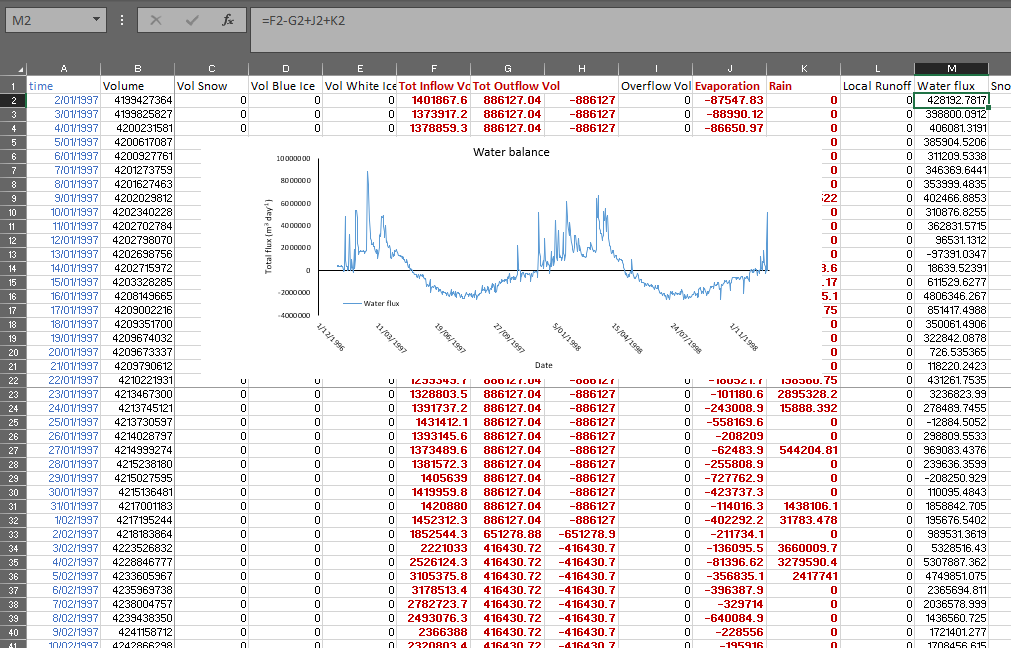 M2 fx =F2-G2+J2+K2
A B C D E F G H I J K L M
1 time Volume Vol Snow Vol Blue Ice Vol White Ice Tot Inflow Vo Tot Outflow Vol Overflow Vol Evaporation Rain Local Runoff Water flux Sno
2 2/01/1997 4199427364 0 0 0 1401867.6 886127.04 -886127 0 -87547.83 0 0 428192.7817
3 3/01/1997 4199825827 0 0 0 1373917.2 886127.04 -886127 0 -88990.12 0 0 398800.0912
4 4/01/1997 4200231581 0 0 0 1378859.3 886127.04 -886127 0 -86650.97 0 0 406081.3191
5 5/01/1997 4200617087 0 0 385904.5206
6 6/01/1997 4200927761 0 0 311209.5338
7 7/01/1997 4201273759 0 0 346369.6441
8 8/01/1997 4201627463 0 0 353999.4835
9 9/01/1997 4202029812 22 0 402466.8853
10 10/01/1997 4202340228 0 0 310876.8255
11 11/01/1997 4202702784 0 0 362831.5715
12 12/01/1997 4202798070 0 0 96531.1312
13 13/01/1997 4202698756 0 0 -97391.0347
14 14/01/1997 4202715972 3.6 0 18639.52391
15 15/01/1997 4203328285 .17 0 611529.6277
16 16/01/1997 4208149665 5.1 0 4806346.267
17 17/01/1997 4209002216 75 0 851417.4988
18 18/01/1997 4209351700 0 0 350061.4906
19 19/01/1997 4209674032 0 0 322842.0878
20 20/01/1997 4209673337 0 0 726.535365
21 21/01/1997 4209790612 0 0 118220.2423
Water balance
Total flux (m3 day-1)
10000000
8000000
6000000
4000000
2000000
0
-2000000
-4000000
Water flux
1/12/1996 11/03/1997 19/06/1997 27/09/1997 5/01/1998 15/04/1998 24/07/1998 1/11/1998
Date
22 22/01/1997 4210221931 0 0 0 886127.04 -886127 0 0 431261.7535
23 23/01/1997 4213467300 0 0 0 1328803.5 886127.04 -886127 0 -101180.6 2895328.2 0 3236823.99
24 24/01/1997 4213745121 0 0 0 1391737.2 886127.04 -886127 0 -243008.9 15888.392 0 278489.7455
25 25/01/1997 4213730597 0 0 0 1431412.1 886127.04 -886127 0 -558169.6 0 0 -12884.5052
26 26/01/1997 4214028797 0 0 0 1393145.6 886127.04 -886127 0 -208209 0 0 298809.5533
27 27/01/1997 4214999274 0 0 0 1373489.6 886127.04 -886127 0 -62483.9 544204.81 0 969083.4376
28 28/01/1997 4215238180 0 0 0 1381572.3 886127.04 -886127 0 -255808.9 0 0 239636.3599
29 29/01/1997 4215027595 0 0 0 1405639 886127.04 -886127 0 -727762.9 0 0 -208250.929
30 30/01/1997 4215136481 0 0 0 1419959.8 886127.04 -886127 0 -423737.3 0 0 110095.4843
31 31/01/1997 4217001183 0 0 0 1420880 886127.04 -886127 0 -114016.3 1438106.1 0 1858842.705
32 1/02/1997 4217195244 0 0 0 1452312.3 886127.04 -886127 0 -402292.2 31783.478 0 195676.5402
33 2/02/1997 4218183864 0 0 0 1852544.3 651278.88 -651278.9 0 -211734.1 0 0 989531.3619
34 3/02/1997 4223526832 0 0 0 2221033 416430.72 -416430.7 0 -136095.5 3660009.7 0 5328516.43
35 4/02/1997 4228846777 0 0 0 2526124.3 416430.72 -416430.7 0 -81396.62 3279590.4 0 5307887.362
36 5/02/1997 4233605967 0 0 0 3105375.8 416430.72 -416430.7 0 -356835.1 2417741 0 4749851.075
37 6/02/1997 4235969738 0 0 0 3178513.4 416430.72 -416430.7 0 -396387.9 0 0 2365694.811
38 7/02/1997 4238004757 0 0 0 2782723.7 416430.72 -416430.7 0 -329714 0 0 2036578.999
39 8/02/1997 4239438350 0 0 0 2493076.3 416430.72 -416430.7 0 -640084.9 0 0 1436560.725
40 9/02/1997 4241158712 0 0 0 2366388 416430.72 -416430.7 0 -228556 0 0 1721401.277
41 10/02/1997 4242866298 0 0 0 2320803.4 416430.72 -416430.7 0 -195916 0 0 1708456.615